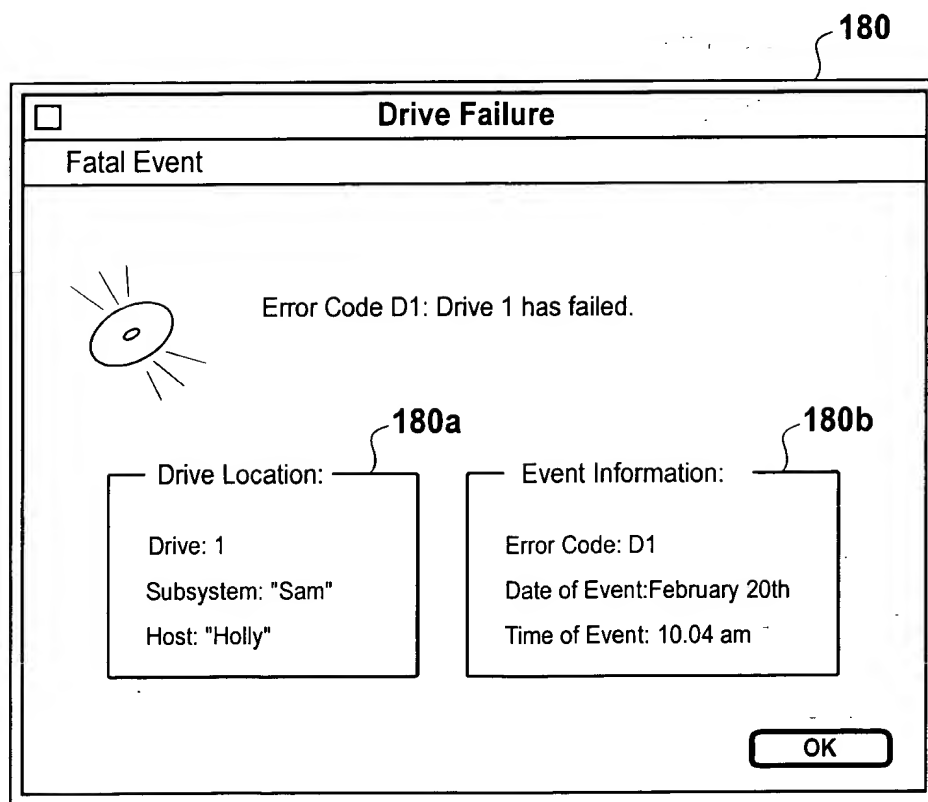 180
Drive Failure
Fatal Event
Error Code D1: Drive 1 has failed.
180a
180b
Drive Location:
Drive: 1
Subsystem: "Sam"
Host: "Holly"
Event Information:
Error Code: D1
Date of Event:February 20th
Time of Event: 10.04 am
OK